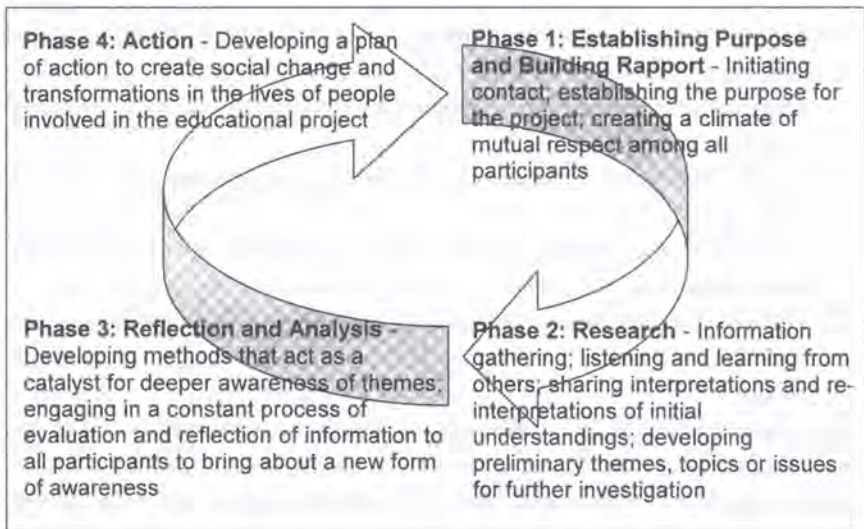 Phase 4: Action - Developing a plan
of action to create social change and
transformations in the lives of people
involved in the educational project
Phase 1: Establishing Purpose
and Building Rapport - Initiating
contact; establishing the purpose for
the project; creating a climate of
mutual respect among all
participants
Phase 2: Research - Information
gathering; listening and learning from
others; sharing interpretations and re-
interpretations of initial
understandings; developing
preliminary themes, topics or issues
for further investigation
Phase 3: Reflection and Analysis -
Developing methods that act as a
catalyst for deeper awareness of themes;
engaging in a constant process of
evaluation and reflection of information to
all participants to bring about a new form
of awareness